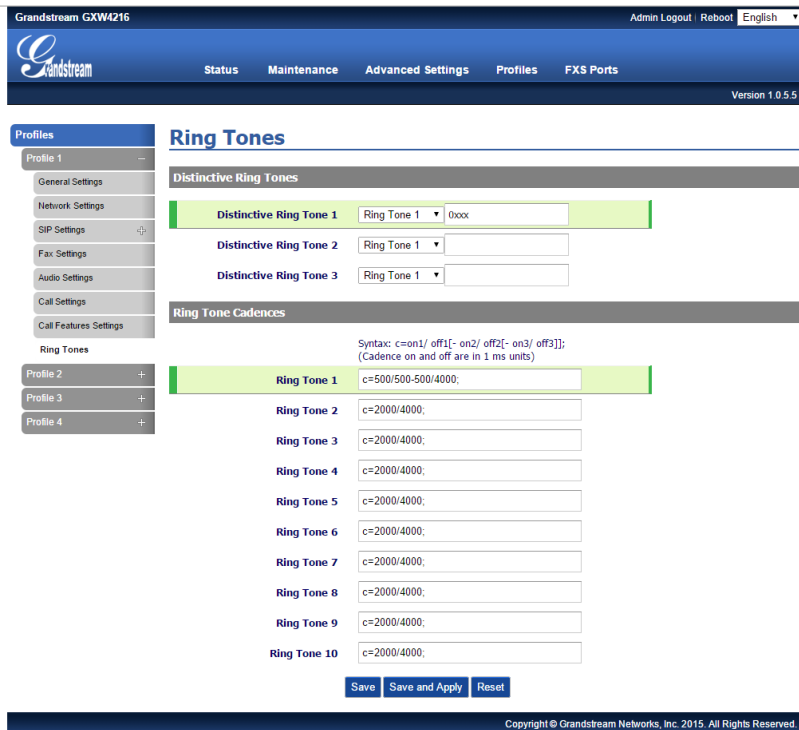 Grandstream GXW4216
Admin Logout | Reboot English
Grandstream
Status Maintenance Advanced Settings Profiles FXS Ports
Version 1.0.5.5
Profiles
Profile 1
General Settings
Network Settings
SIP Settings
Fax Settings
Audio Settings
Call Settings
Call Features Settings
Ring Tones
Profile 2
Profile 3
Profile 4
Ring Tones
Distinctive Ring Tones
Distinctive Ring Tone 1 Ring Tone 1 0xxx
Distinctive Ring Tone 2 Ring Tone 1
Distinctive Ring Tone 3 Ring Tone 1
Ring Tone Cadences
Syntax: c=on1/ off1[- on2/ off2[- on3/ off3]];
(Cadence on and off are in 1 ms units)
Ring Tone 1 c=500/500-500/4000;
Ring Tone 2 c=2000/4000;
Ring Tone 3 c=2000/4000;
Ring Tone 4 c=2000/4000;
Ring Tone 5 c=2000/4000;
Ring Tone 6 c=2000/4000;
Ring Tone 7 c=2000/4000;
Ring Tone 8 c=2000/4000;
Ring Tone 9 c=2000/4000;
Ring Tone 10 c=2000/4000;
Save Save and Apply Reset
Copyright © Grandstream Networks, Inc. 2015. All Rights Reserved.